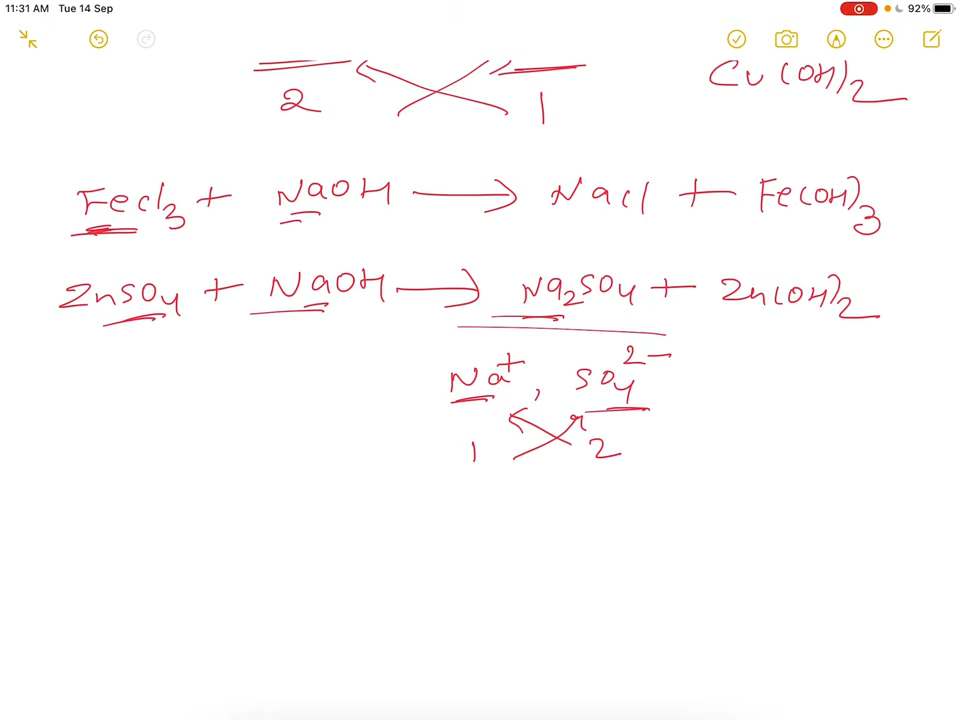 11:31 AM Tue 14 Sep 92%
Cu(OH)2
2 1
FeCl3 + NaOH → NaCl + Fe(OH)3
ZnSO4 + NaOH → Na2SO4 + Zn(OH)2
Na+, SO4 2-
1 2